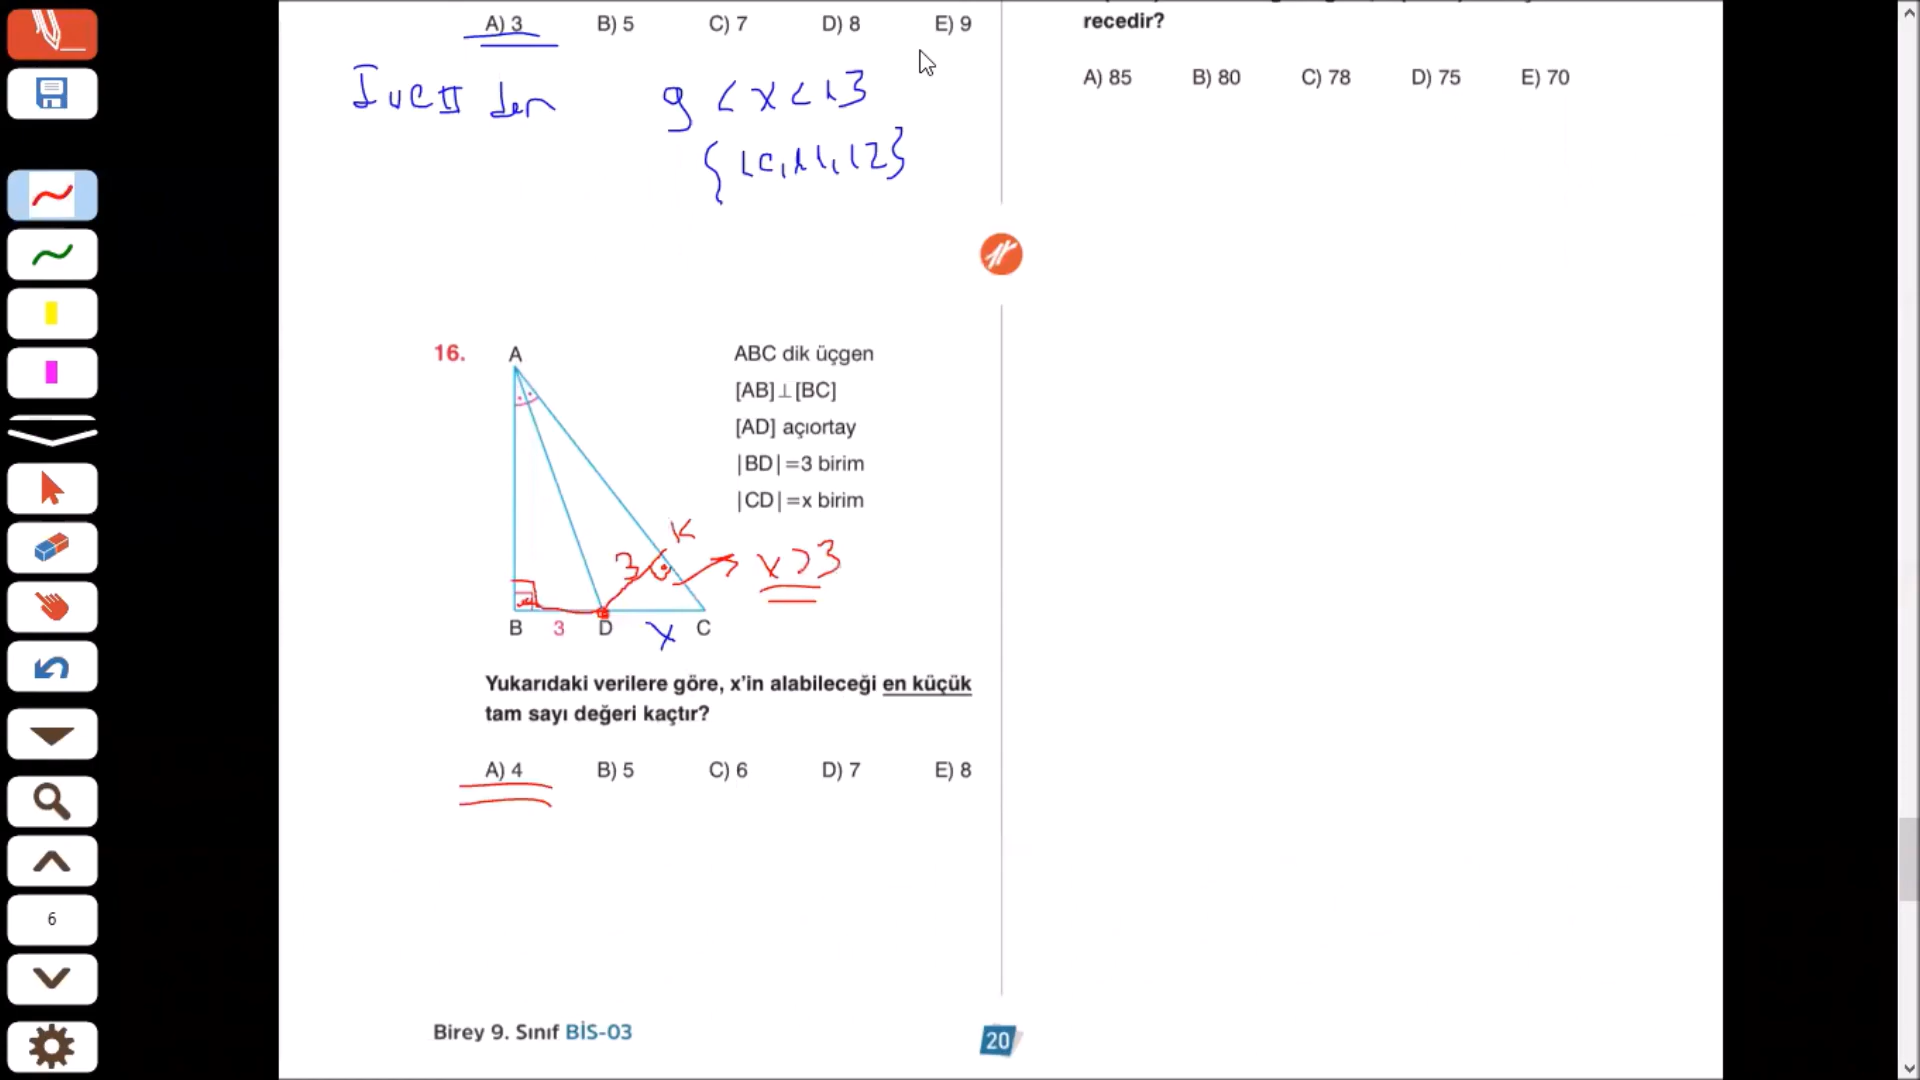 A) 3 B) 5 C) 7 D) 8 E) 9
I ve II den 9 < x < 13
{10, 11, 12}
16.
A
ABC dik üçgen
[AB]⊥[BC]
[AD] açıortay
|BD|=3 birim
|CD|=x birim
K
3
x>3
B 3 D x C
Yukarıdaki verilere göre, x'in alabileceği en küçük
tam sayı değeri kaçtır?
A) 4 B) 5 C) 6 D) 7 E) 8
Birey 9. Sınıf BİS-03
20
recedir?
A) 85 B) 80 C) 78 D) 75 E) 70
6